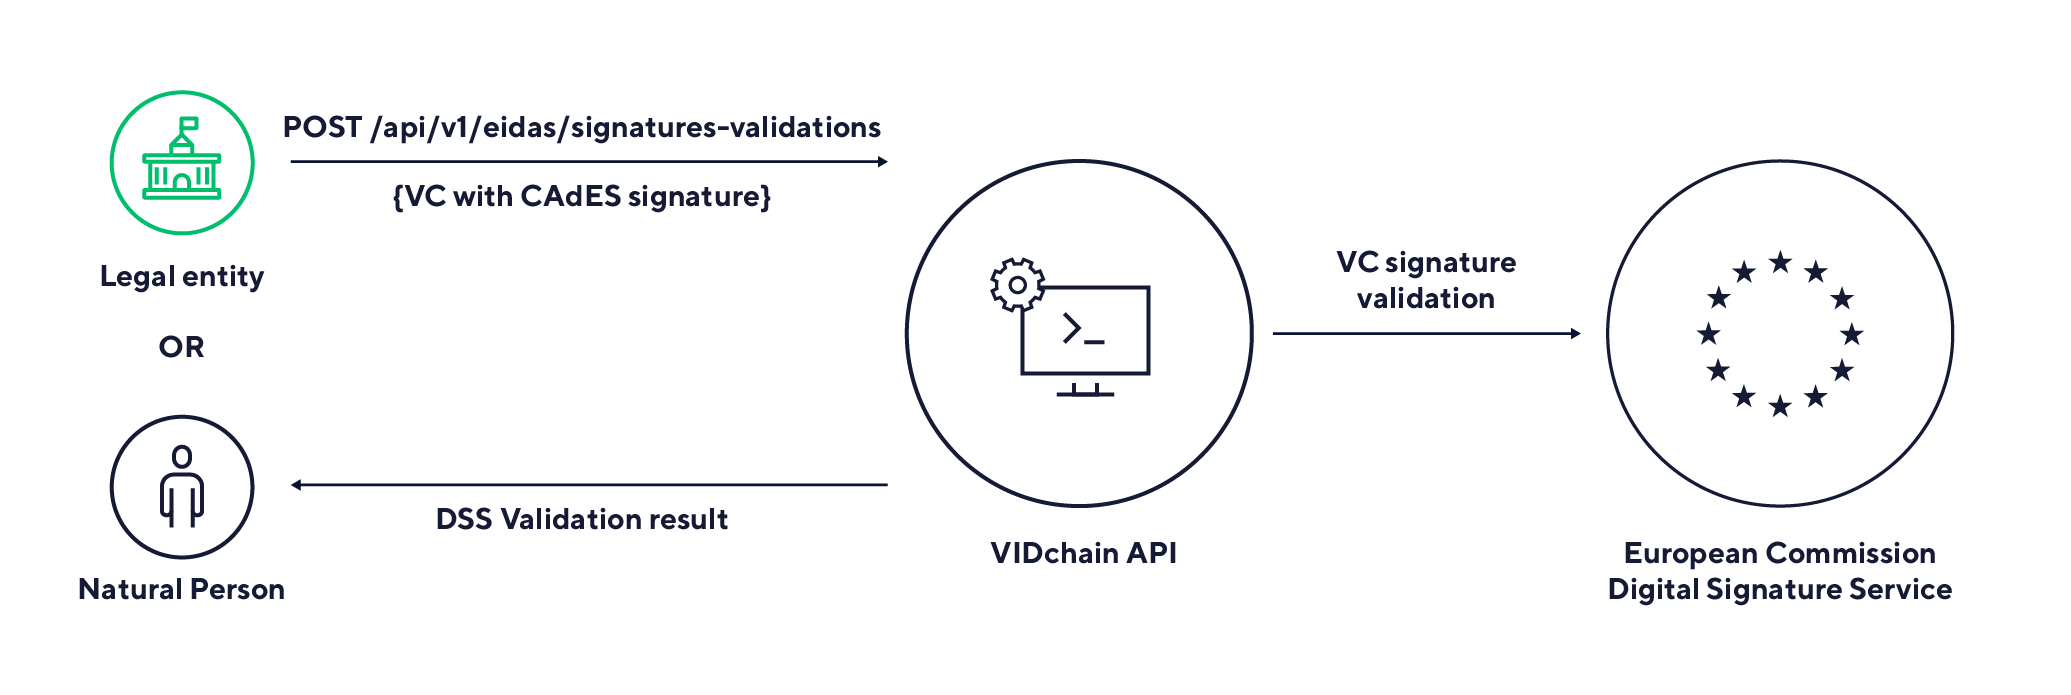 POST /api/v1/eidas/signatures-validations
{VC with CAdES signature}
Legal entity
OR
Natural Person
DSS Validation result
VIDchain API
VC signature
validation
European Commission
Digital Signature Service